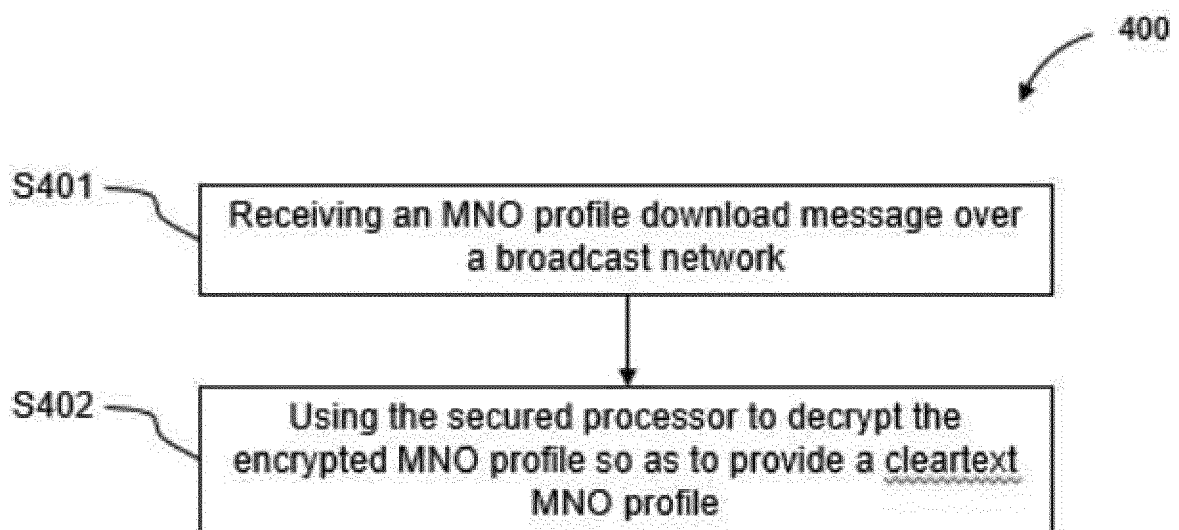 400
S401
Receiving an MNO profile download message over
a broadcast network
S402
Using the secured processor to decrypt the
encrypted MNO profile so as to provide a cleartext
MNO profile